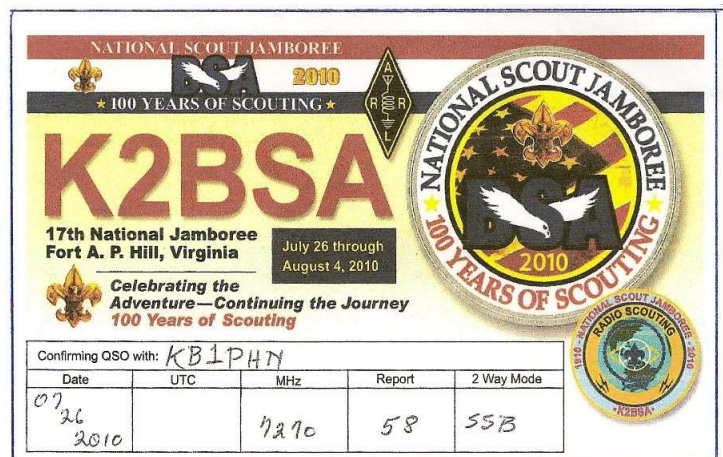 NATIONAL SCOUT JAMBOREE
BSA 2010
★ 100 YEARS OF SCOUTING ★
A
R R
L
K2BSA
17th National Jamboree
Fort A. P. Hill, Virginia
July 26 through
August 4, 2010
Celebrating the
Adventure—Continuing the Journey
100 Years of Scouting
NATIONAL SCOUT JAMBOREE
BSA
2010
★ 100 YEARS OF SCOUTING ★
1910 - NATIONAL SCOUT JAMBOREE - 2010
RADIO SCOUTING
•K2BSA•
Confirming QSO with: KB1PHN
Date UTC MHz Report 2 Way Mode
07 26 2010 7270 58 SSB